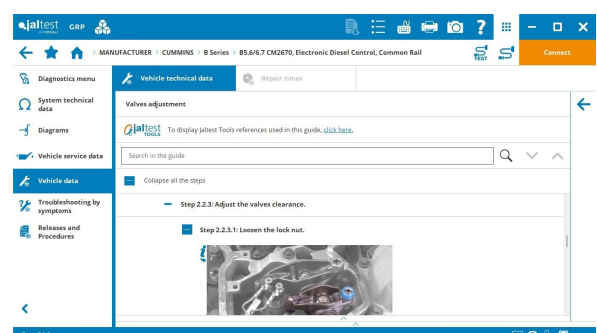 jaltest GRP
?
MANUFACTURER > CUMMINS > B Series > B5.6/6.7 CM2670, Electronic Diesel Control, Common Rail
TEST
Connect
Diagnostics menu
System technical data
Diagrams
Vehicle service data
Vehicle data
Troubleshooting by symptoms
Releases and Procedures
Vehicle technical data
Repair times
Valves adjustment
jaltest TOOLS To display Jaltest Tools references used in this guide, click here.
Search in the guide
Collapse all the steps
Step 2.2.3: Adjust the valves clearance.
Step 2.2.3.1: Loosen the lock nut.